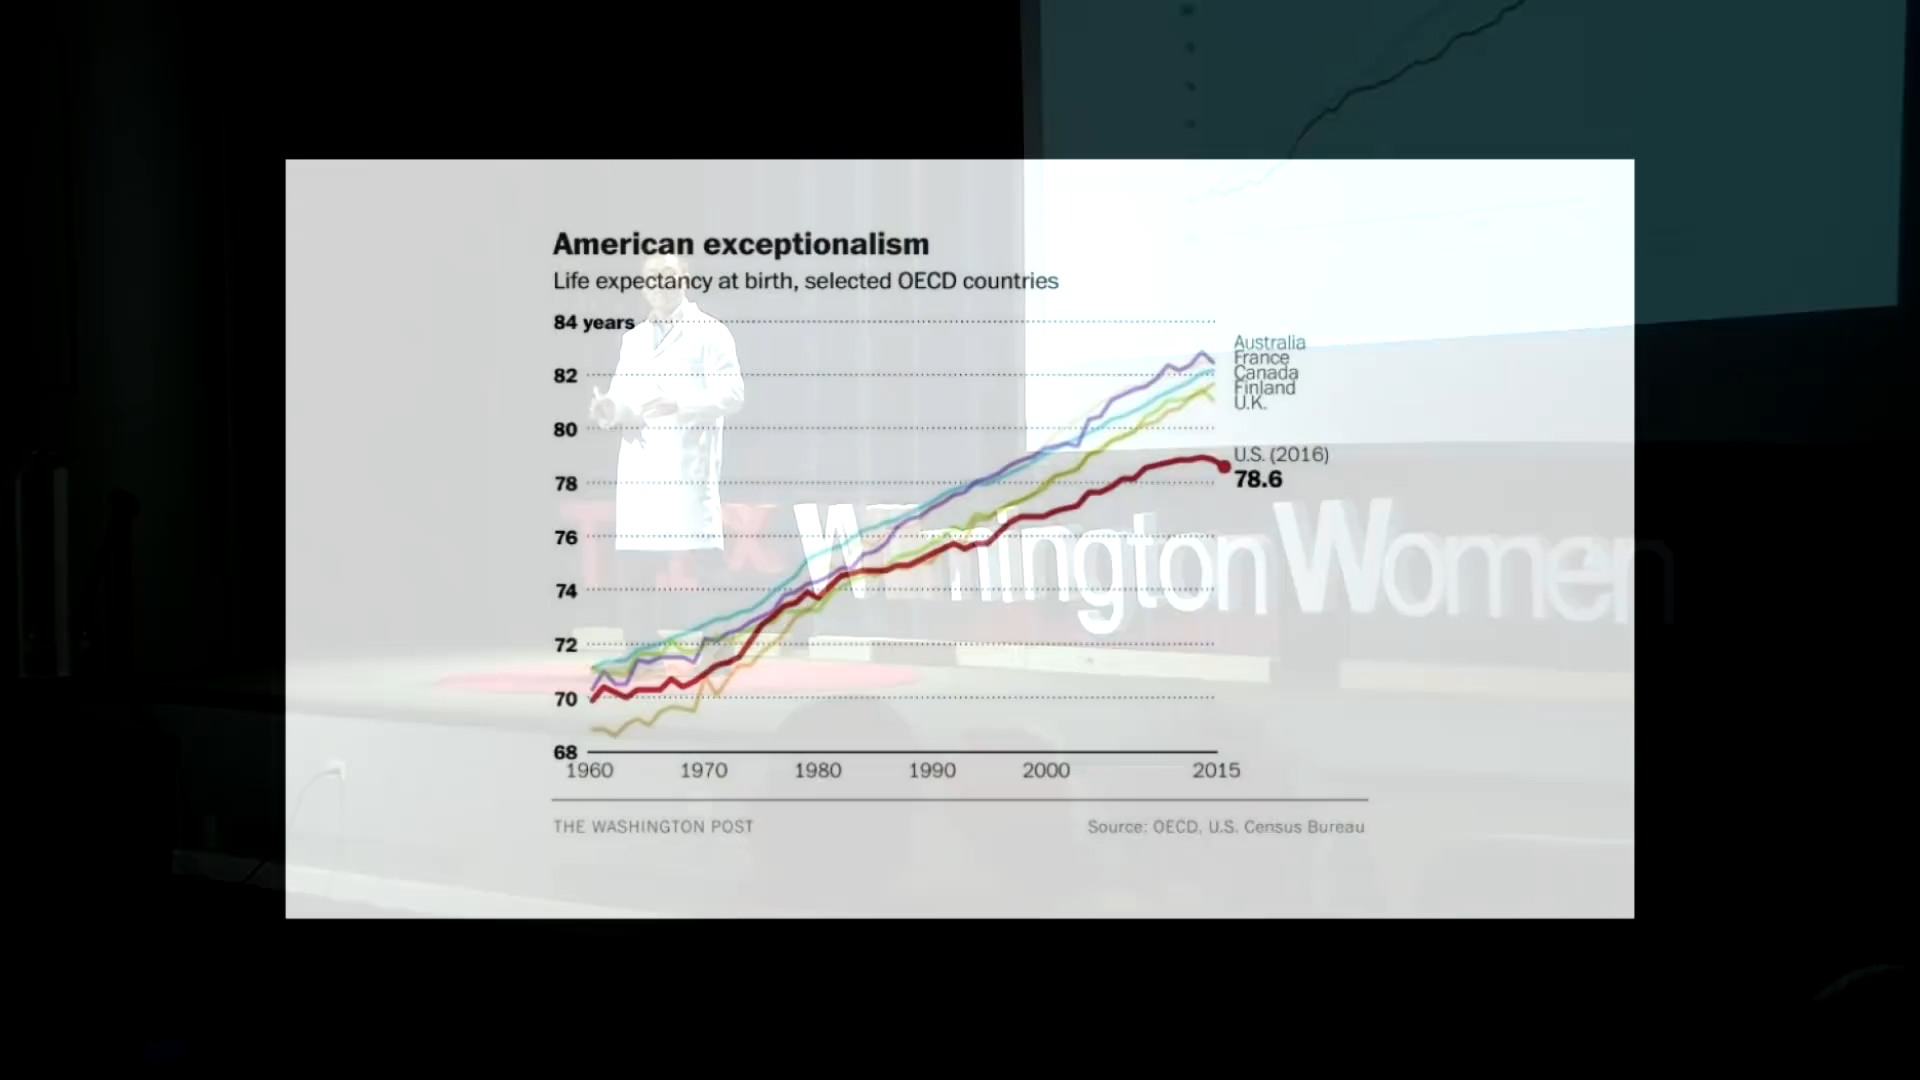 American exceptionalism
Life expectancy at birth, selected OECD countries
84 years
82
80
78
76
74
72
70
68
1960 1970 1980 1990 2000 2015
Australia
France
Canada
Finland
U.K.
U.S. (2016)
78.6
THE WASHINGTON POST
Source: OECD, U.S. Census Bureau
Women